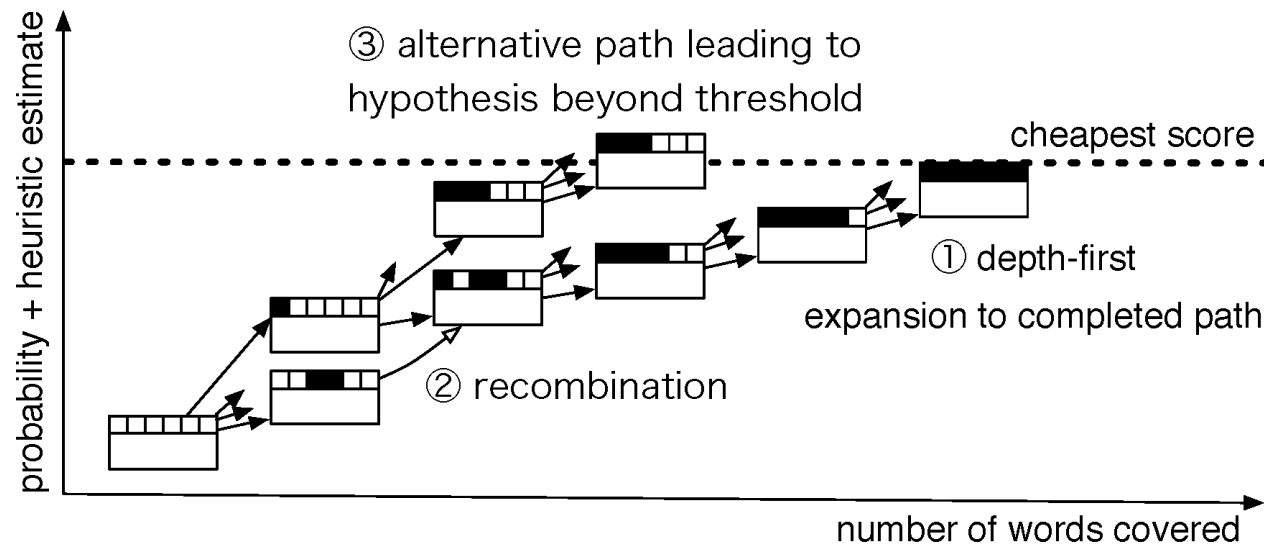 probability + heuristic estimate
③ alternative path leading to
hypothesis beyond threshold
cheapest score
① depth-first
expansion to completed path
② recombination
number of words covered